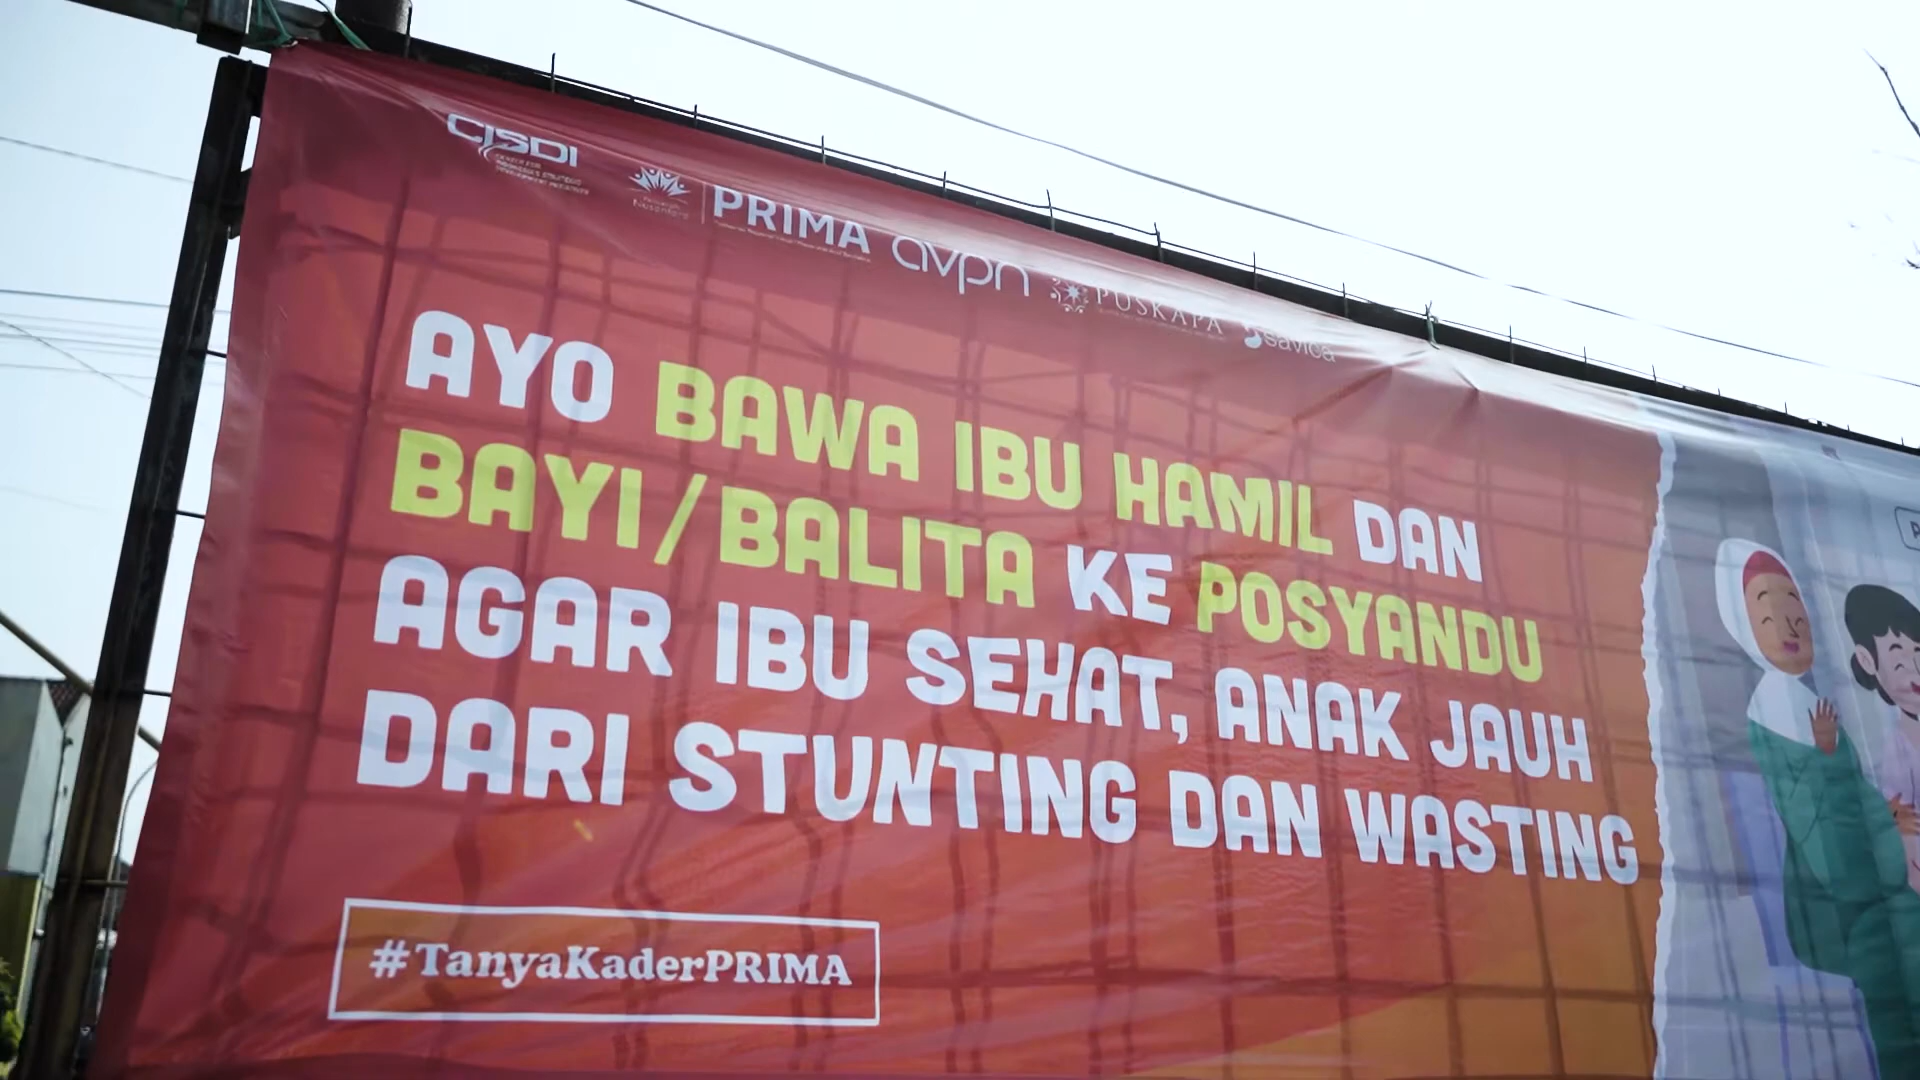 CISDI
PRIMA
avpn
PUSKAPA
savica
AYO BAWA IBU HAMIL DAN
BAYI/BALITA KE POSYANDU
AGAR IBU SEHAT, ANAK JAUH
DARI STUNTING DAN WASTING
#TanyaKaderPRIMA